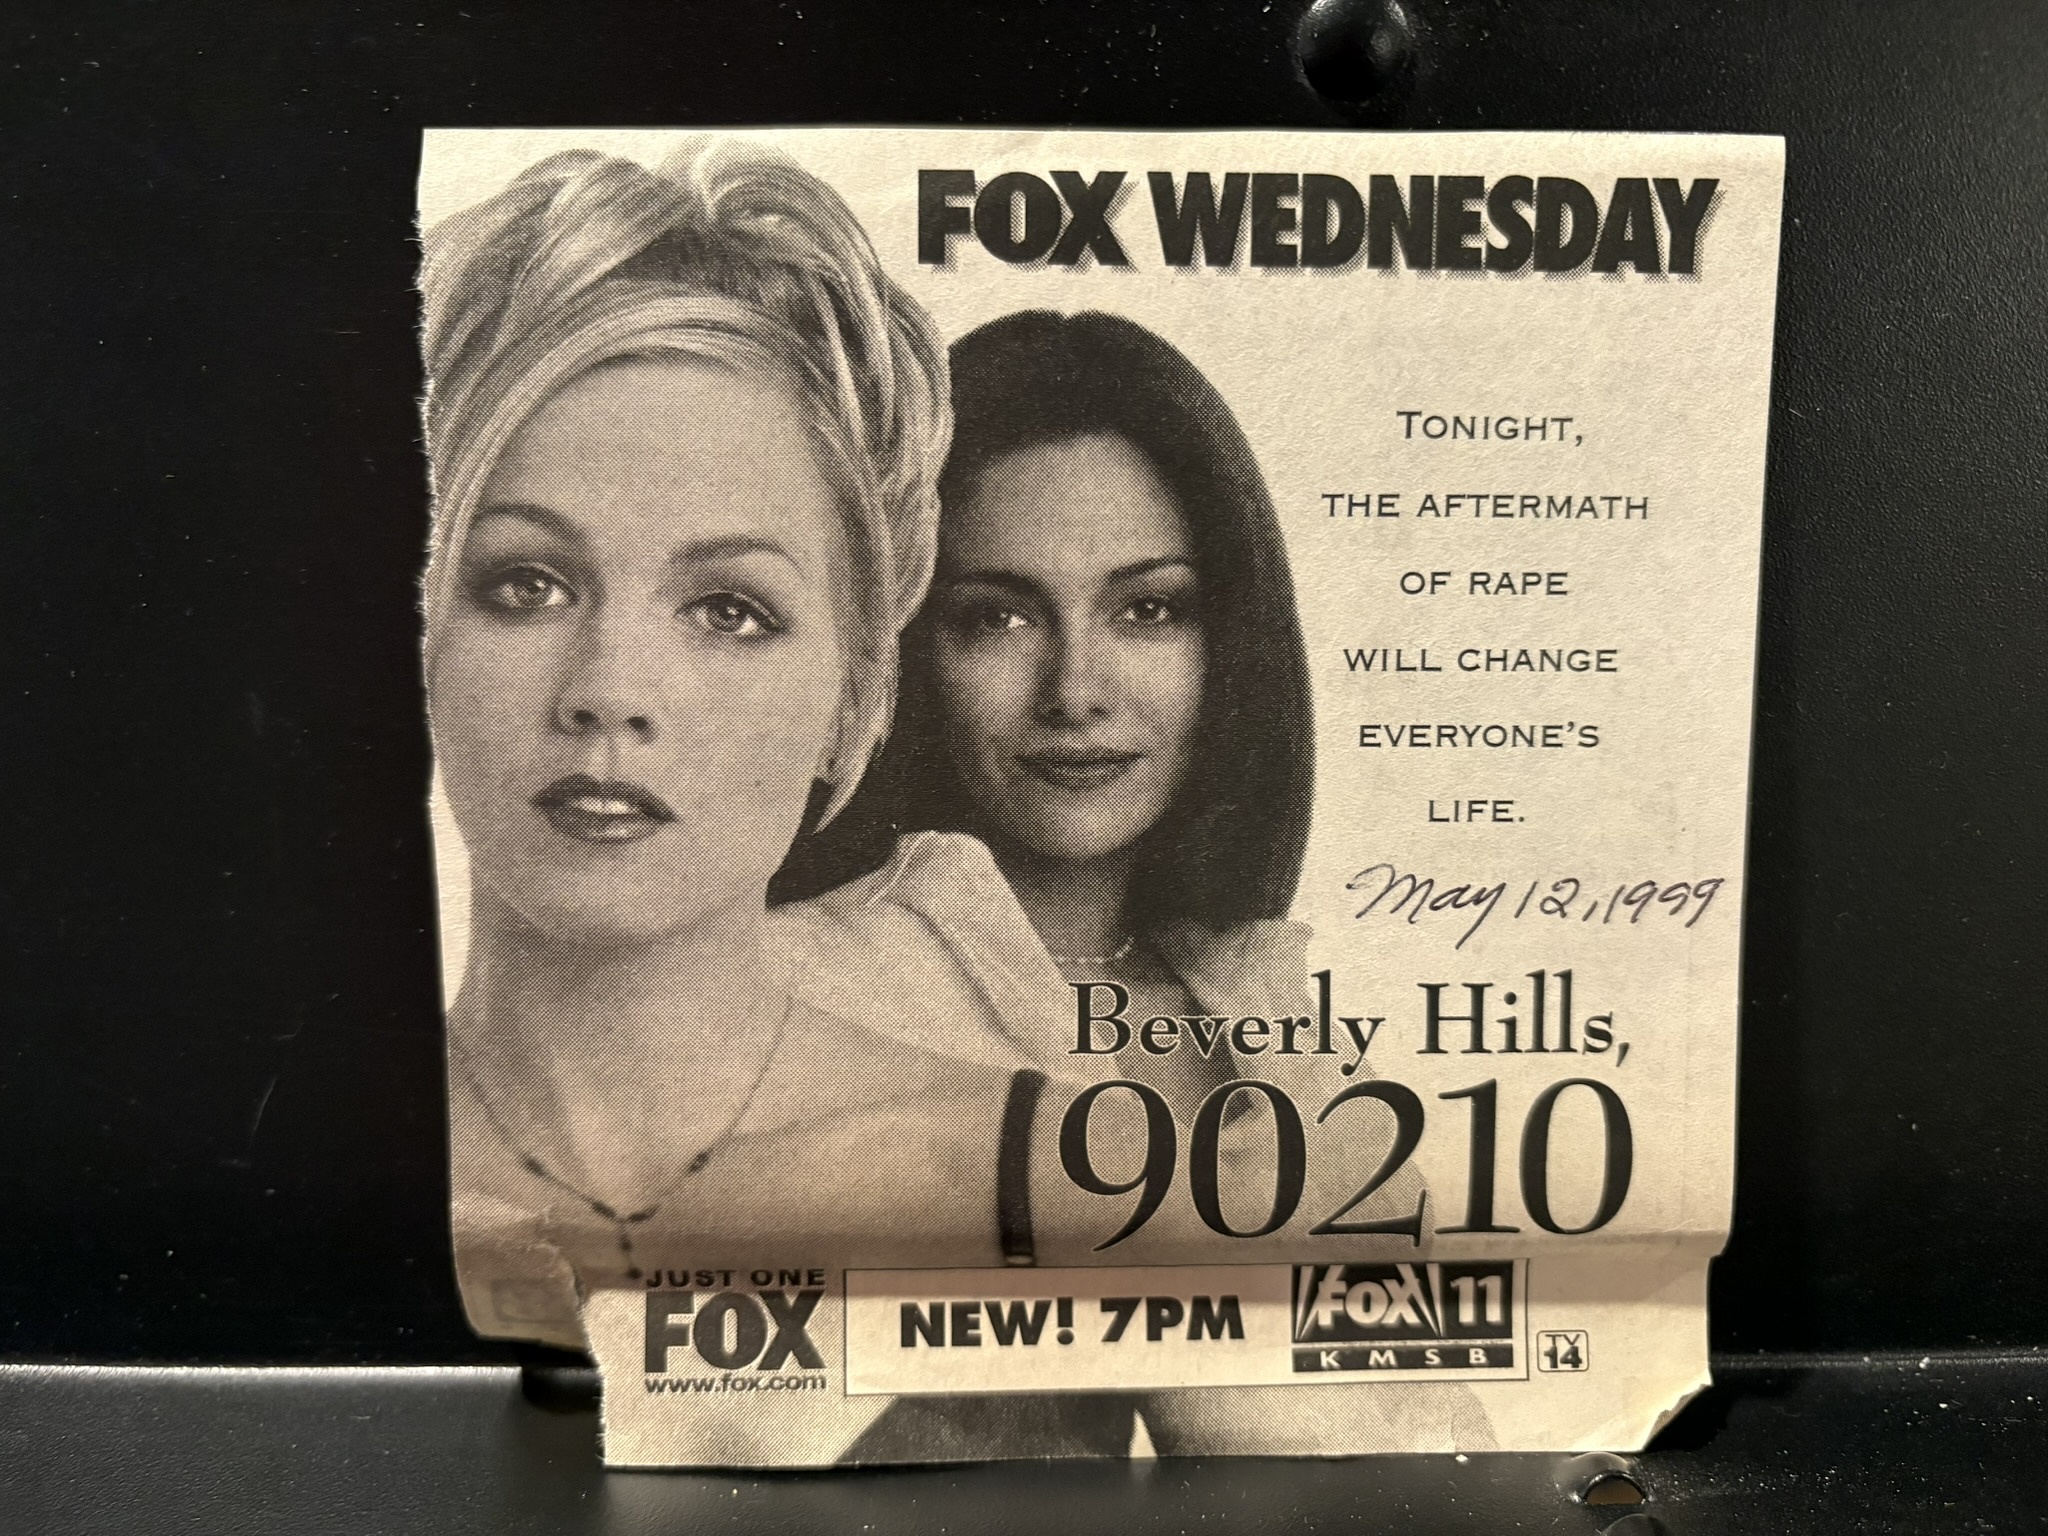 FOX WEDNESDAY
TONIGHT,
THE AFTERMATH
OF RAPE
WILL CHANGE
EVERYONE'S
LIFE.
May 12, 1999
Beverly Hills,
90210
JUST ONE
FOX
www.fox.com
NEW! 7PM
FOX 11
KMSB
TV
14